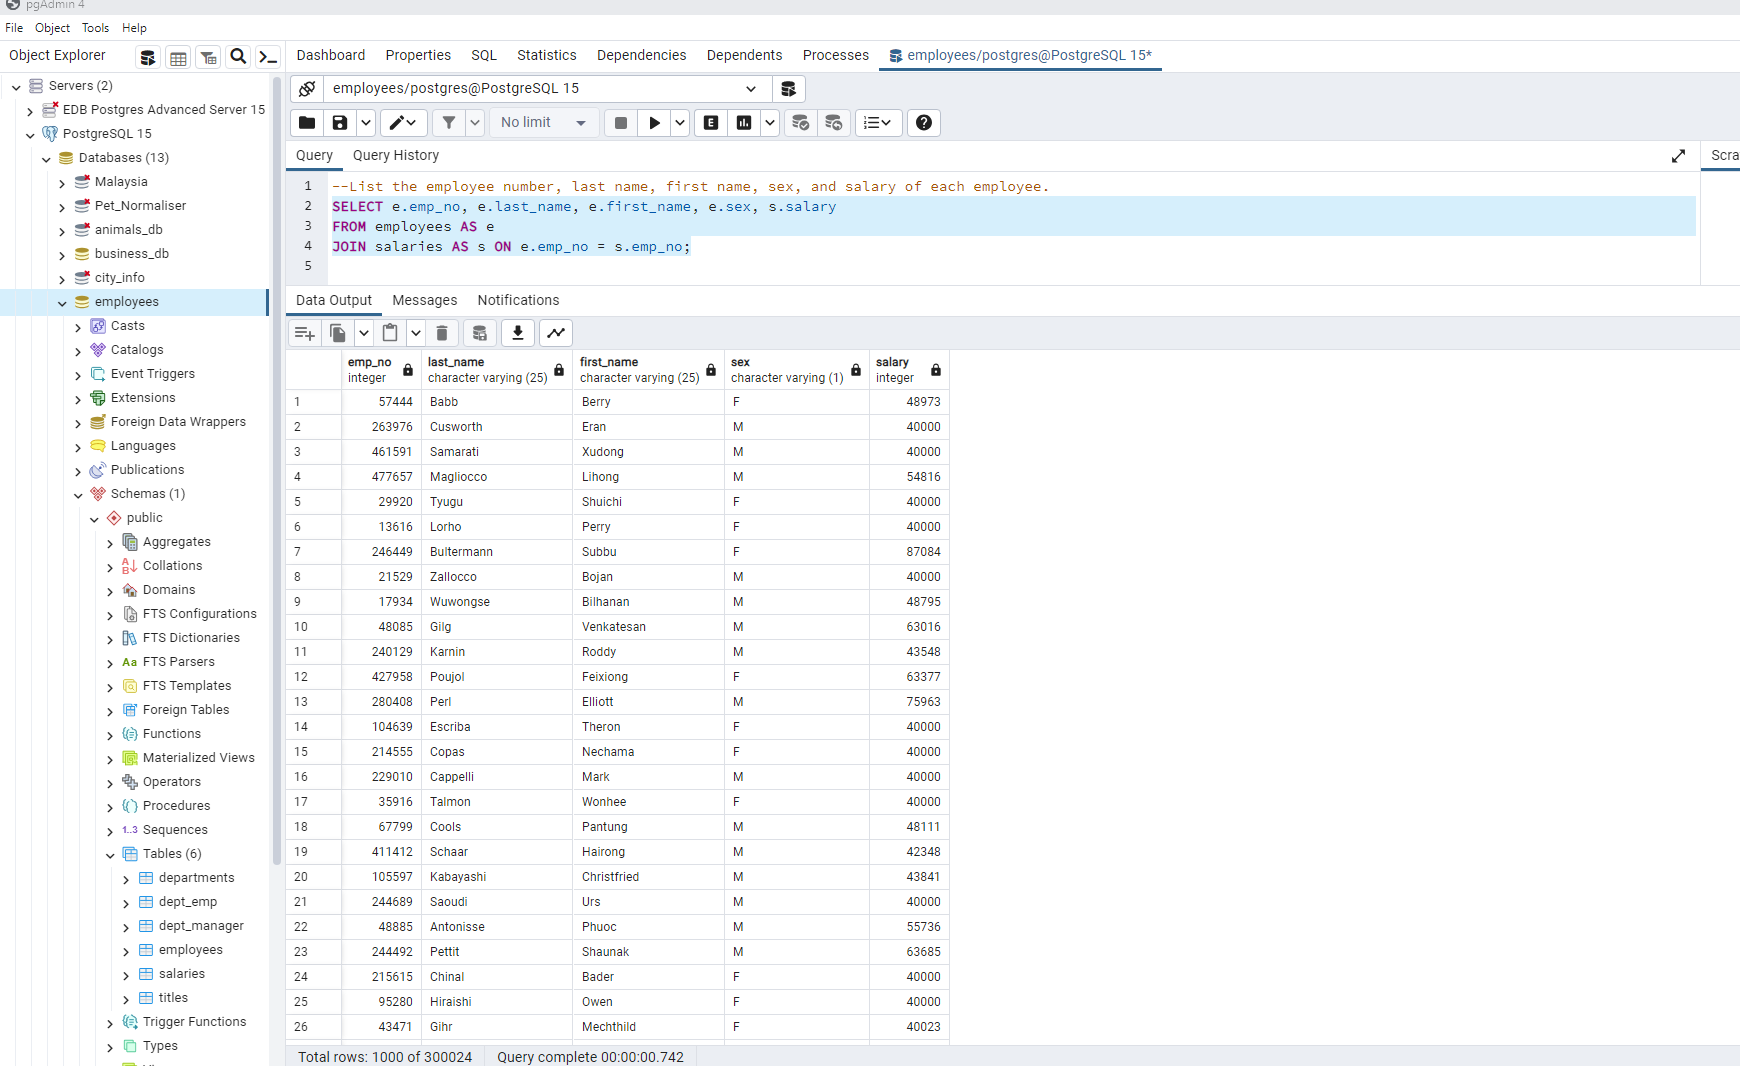 pgAdmin 4
File Object Tools Help
Object Explorer
Servers (2)
EDB Postgres Advanced Server 15
PostgreSQL 15
Databases (13)
Malaysia
Pet_Normaliser
animals_db
business_db
city_info
employees
Casts
Catalogs
Event Triggers
Extensions
Foreign Data Wrappers
Languages
Publications
Schemas (1)
public
Aggregates
Collations
Domains
FTS Configurations
FTS Dictionaries
Aa FTS Parsers
FTS Templates
Foreign Tables
Functions
Materialized Views
Operators
Procedures
1..3 Sequences
Tables (6)
departments
dept_emp
dept_manager
employees
salaries
titles
Trigger Functions
Types
Dashboard Properties SQL Statistics Dependencies Dependents Processes employees/postgres@PostgreSQL 15*
employees/postgres@PostgreSQL 15
No limit
E
Query Query History
Scra
1 --List the employee number, last name, first name, sex, and salary of each employee.
2 SELECT e.emp_no, e.last_name, e.first_name, e.sex, s.salary
3 FROM employees AS e
4 JOIN salaries AS s ON e.emp_no = s.emp_no;
5
Data Output Messages Notifications
emp_no last_name first_name sex salary
integer character varying (25) character varying (25) character varying (1) integer
1 57444 Babb Berry F 48973
2 263976 Cusworth Eran M 40000
3 461591 Samarati Xudong M 40000
4 477657 Magliocco Lihong M 54816
5 29920 Tyugu Shuichi F 40000
6 13616 Lorho Perry F 40000
7 246449 Bultermann Subbu F 87084
8 21529 Zallocco Bojan M 40000
9 17934 Wuwongse Bilhanan M 48795
10 48085 Gilg Venkatesan M 63016
11 240129 Karnin Roddy M 43548
12 427958 Poujol Feixiong F 63377
13 280408 Perl Elliott M 75963
14 104639 Escriba Theron F 40000
15 214555 Copas Nechama F 40000
16 229010 Cappelli Mark M 40000
17 35916 Talmon Wonhee F 40000
18 67799 Cools Pantung M 48111
19 411412 Schaar Hairong M 42348
20 105597 Kabayashi Christfried M 43841
21 244689 Saoudi Urs M 40000
22 48885 Antonisse Phuoc M 55736
23 244492 Pettit Shaunak M 63685
24 215615 Chinal Bader F 40000
25 95280 Hiraishi Owen F 40000
26 43471 Gihr Mechthild F 40023
Total rows: 1000 of 300024 Query complete 00:00:00.742